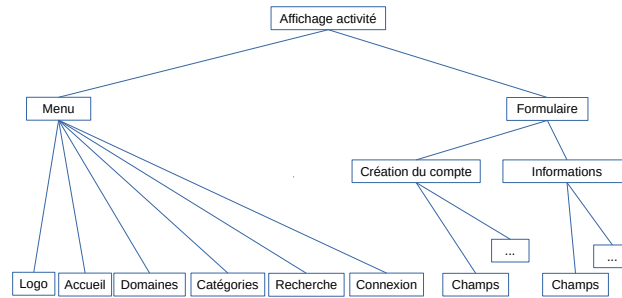 Affichage activité
Menu
Formulaire
Création du compte
Informations
...
...
Logo
Accueil
Domaines
Catégories
Recherche
Connexion
Champs
Champs